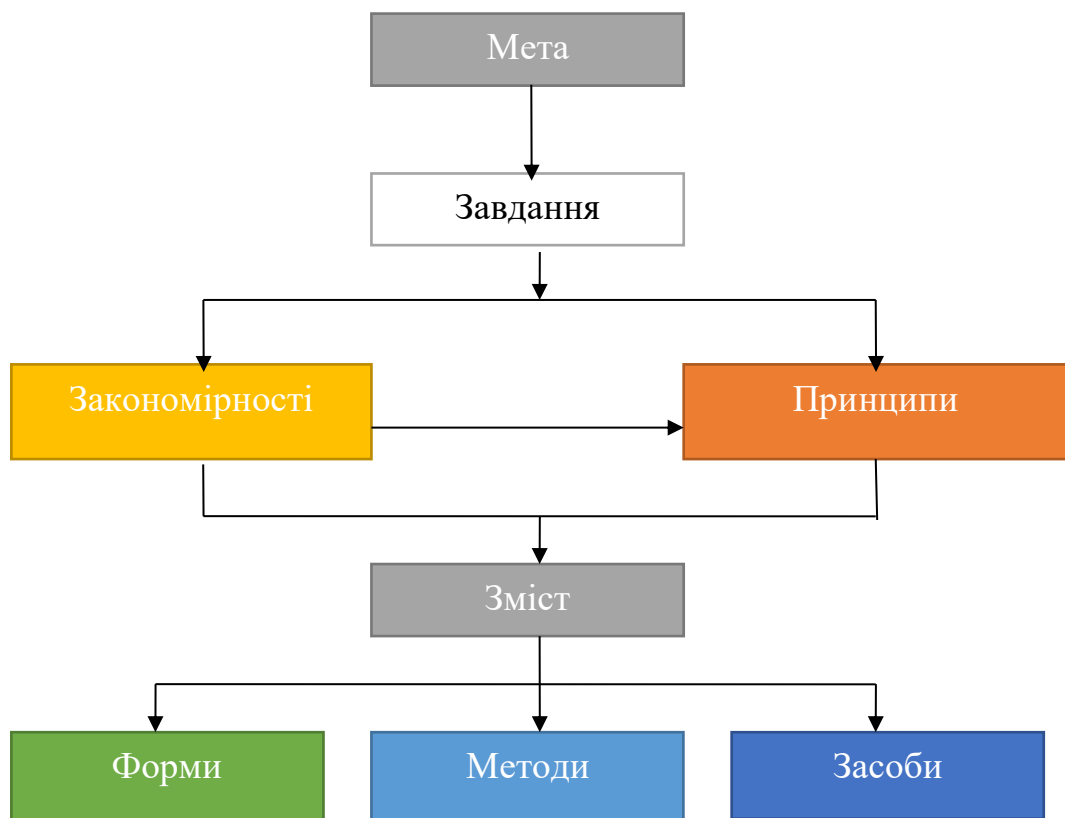 Мета
Завдання
Закономірності
Принципи
Зміст
Форми
Методи
Засоби